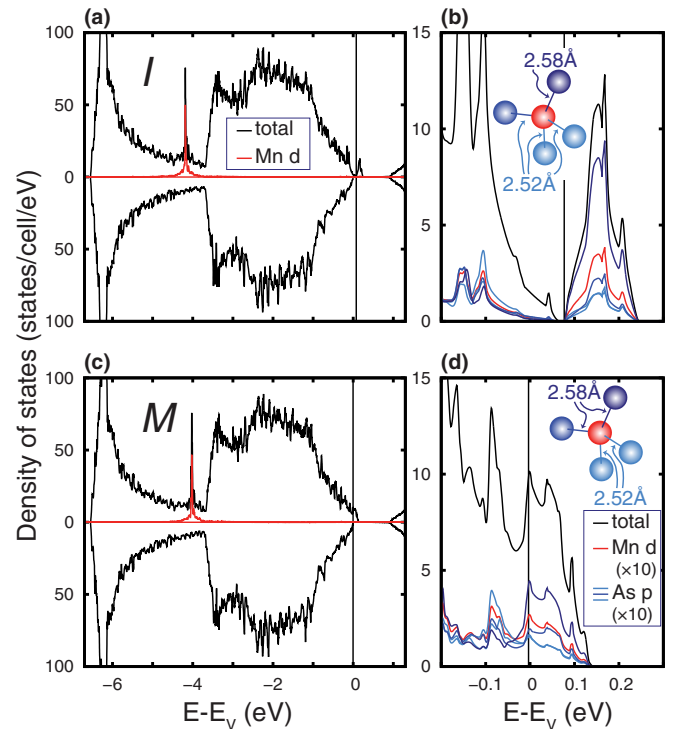 (a)
(b)
Density of states (states/cell/eV)
100
50
0
50
100
I
total
Mn d
15
10
5
0
2.58Å
2.52Å
(c)
(d)
100
50
0
50
100
M
−6
−4
−2
0
E-EV (eV)
15
10
5
0
2.58Å
2.52Å
total
Mn d
(×10)
As p
(×10)
−0.1
0
0.1
0.2
E-EV (eV)